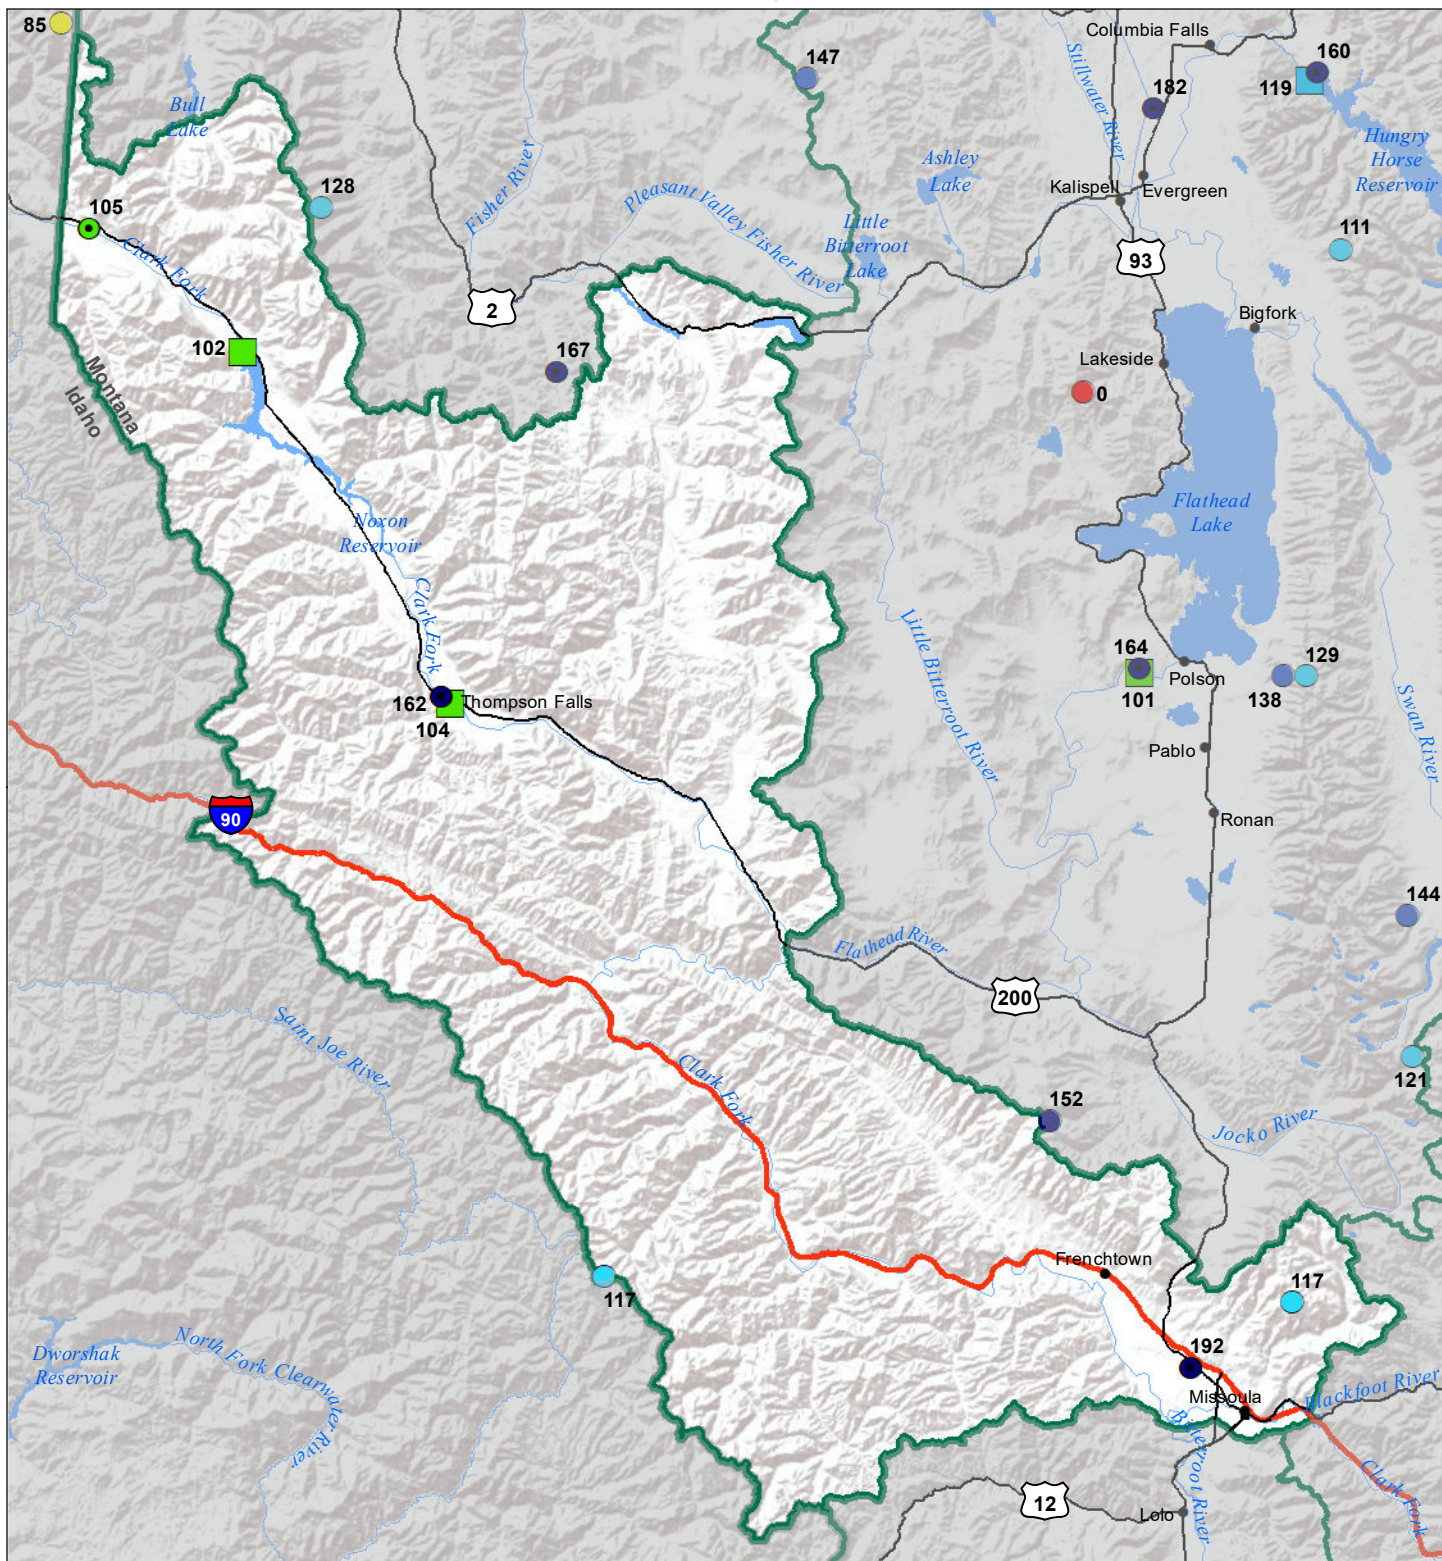 85
147
Columbia Falls
160
119
182
Stillwater River
Bull
Lake
Hungry
Horse
Reservoir
Ashley
Lake
Kalispell
Evergreen
128
Fisher River
Pleasant Valley Fisher River
Little
Bitterroot
Lake
105
111
93
Clark Fork
2
Bigfork
102
167
Lakeside
0
Montana
Idaho
Flathead
Lake
Noxon
Reservoir
Clark Fork
Little Bitterroot River
164
101
Polson
138
129
Swan River
162
104
Thompson Falls
Pablo
90
Ronan
144
Flathead River
200
Saint Joe River
Clark Fork
121
152
Jocko River
Frenchtown
117
117
192
Dworshak
Reservoir
North Fork Clearwater
River
Missoula
Blackfoot River
Bitterroot River
Clark Fork
12
Lolo